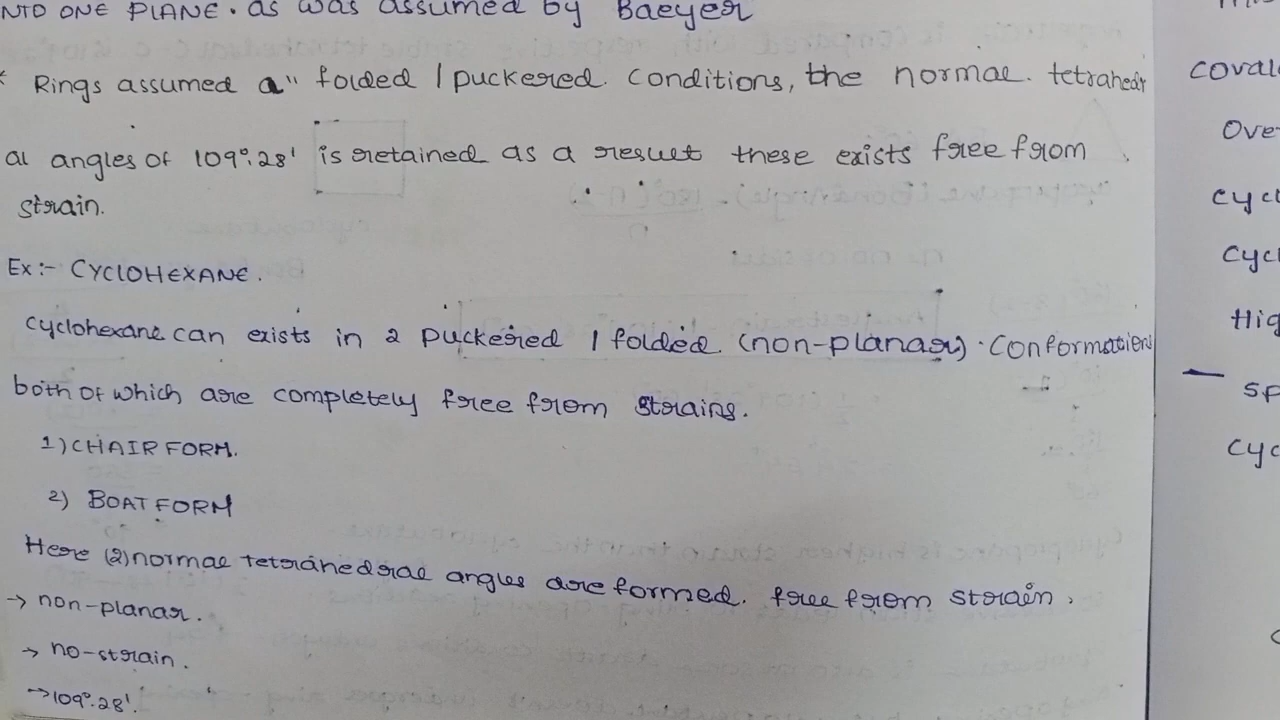 NTO ONE PLANE. as was assumed by Baeyer
* Rings assumed a" folded / puckered conditions, the normal. tetrahedr
al angles of 109°.28' is retained as a result these exists free from
strain.
Ex:- CYCLOHEXANE.
cyclohexane can exists in 2 puckered / folded (non-planar) conformations
both of which are completely free from strains.
1) CHAIR FORM.
2) BOAT FORM
Here (2) normal tetrahedral angles are formed. free from strain.
→ non-planar.
→ no-strain.
→ 109°.28'.
coval
Ove
cycl
cycl
Hig
— sp
cyc